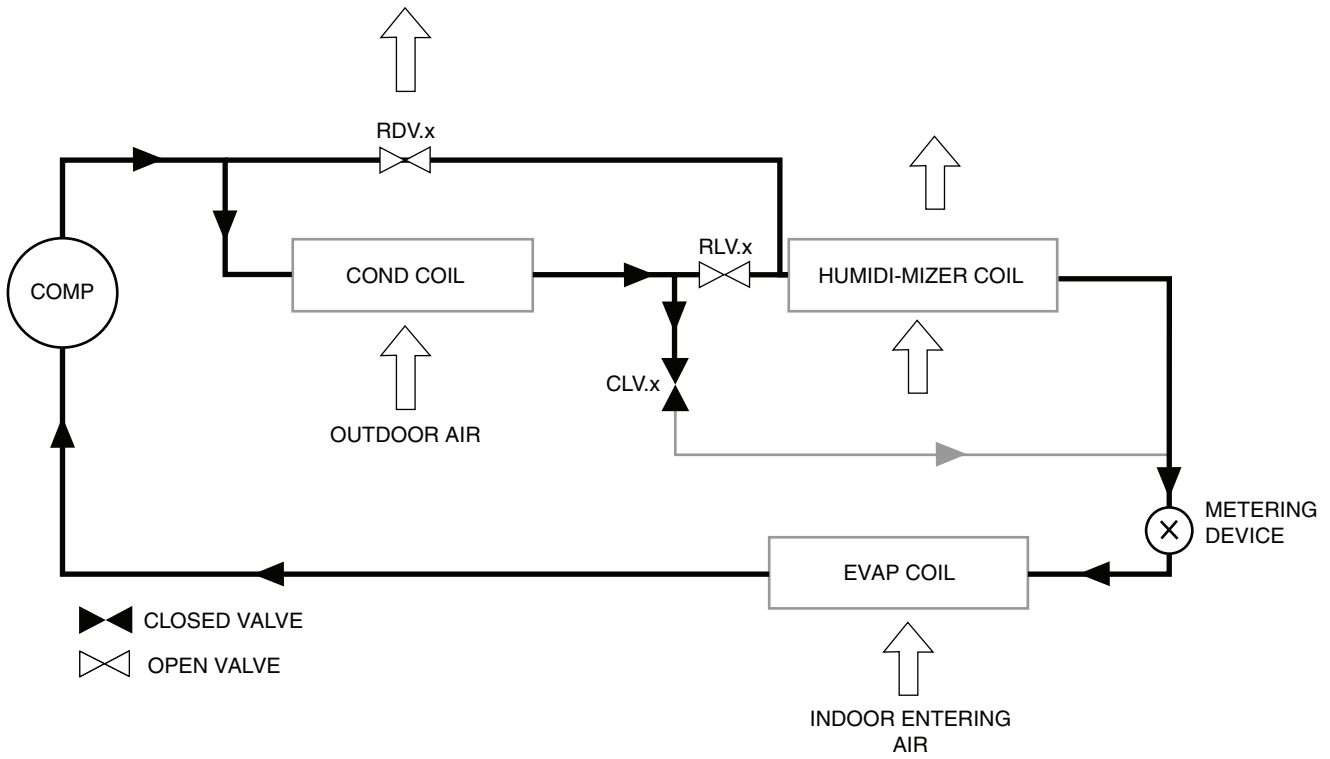 RDV.x
RLV.x
COMP
COND COIL
HUMIDI-MIZER COIL
CLV.x
OUTDOOR AIR
METERING
DEVICE
EVAP COIL
CLOSED VALVE
OPEN VALVE
INDOOR ENTERING
AIR